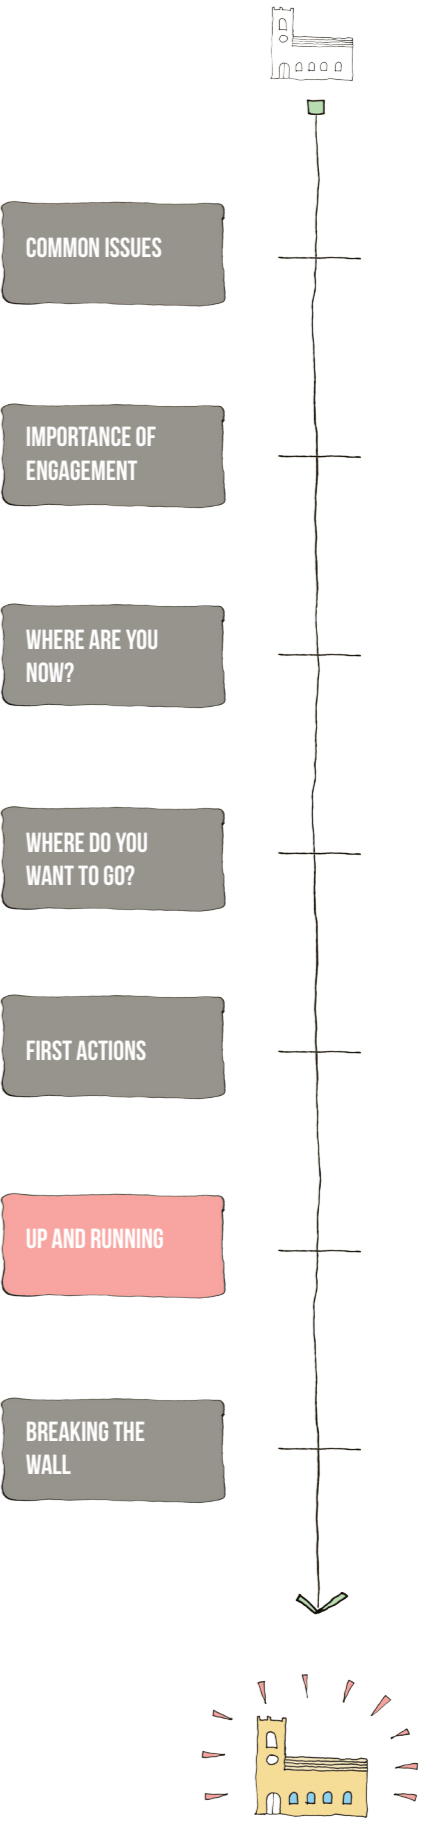 COMMON ISSUES
IMPORTANCE OF
ENGAGEMENT
WHERE ARE YOU
NOW?
WHERE DO YOU
WANT TO GO?
FIRST ACTIONS
UP AND RUNNING
BREAKING THE
WALL